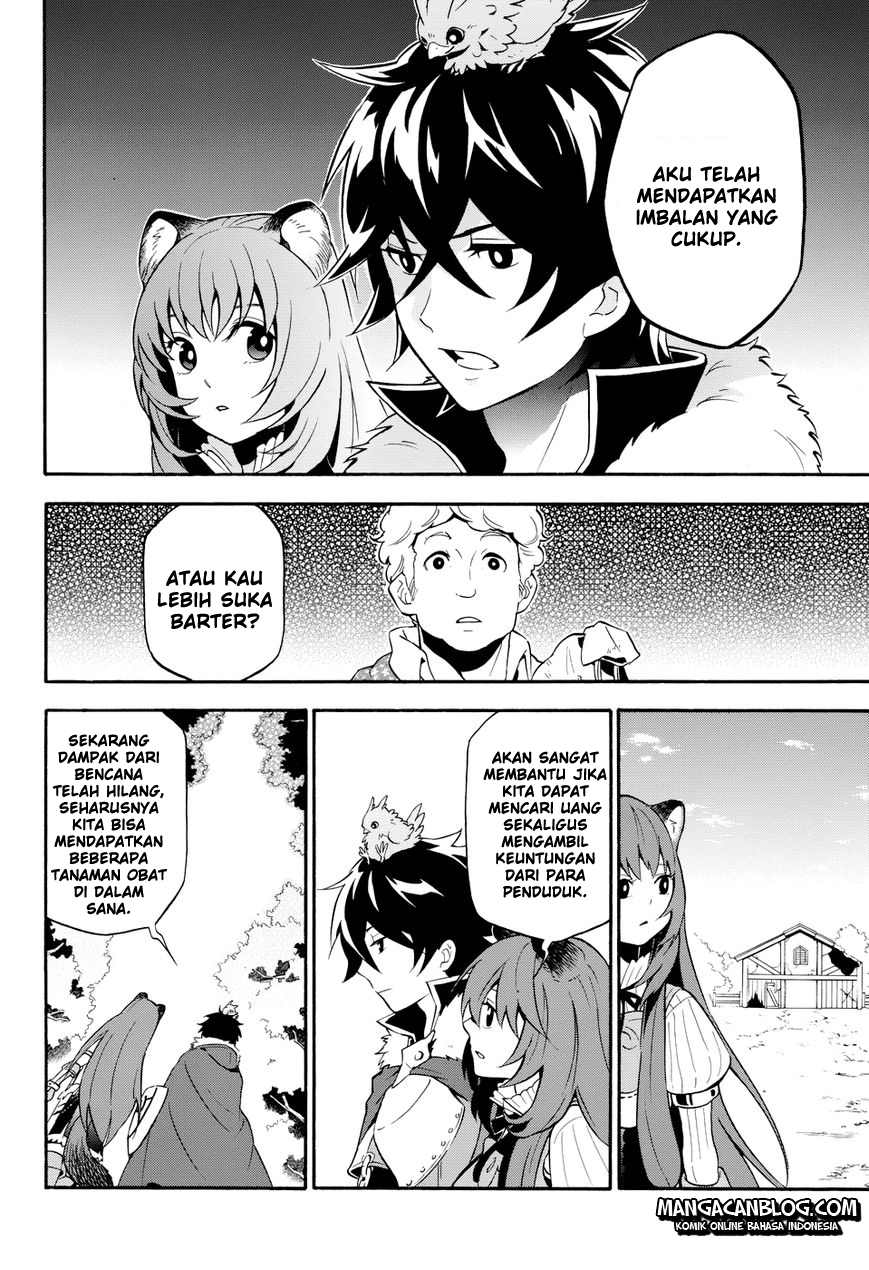 AKU TELAH
MENDAPATKAN
IMBALAN YANG
CUKUP.
ATAU KAU
LEBIH SUKA
BARTER?
SEKARANG
DAMPAK DARI
BENCANA
TELAH HILANG,
SEHARUSNYA
KITA BISA
MENDAPATKAN
BEBERAPA
TANAMAN OBAT
DI DALAM
SANA.
AKAN SANGAT
MEMBANTU JIKA
KITA DAPAT
MENCARI UANG
SEKALIGUS
MENGAMBIL
KEUNTUNGAN
DARI PARA
PENDUDUK.
MANGACANBLOG.COM
KOMIK ONLINE BAHASA INDONESIA